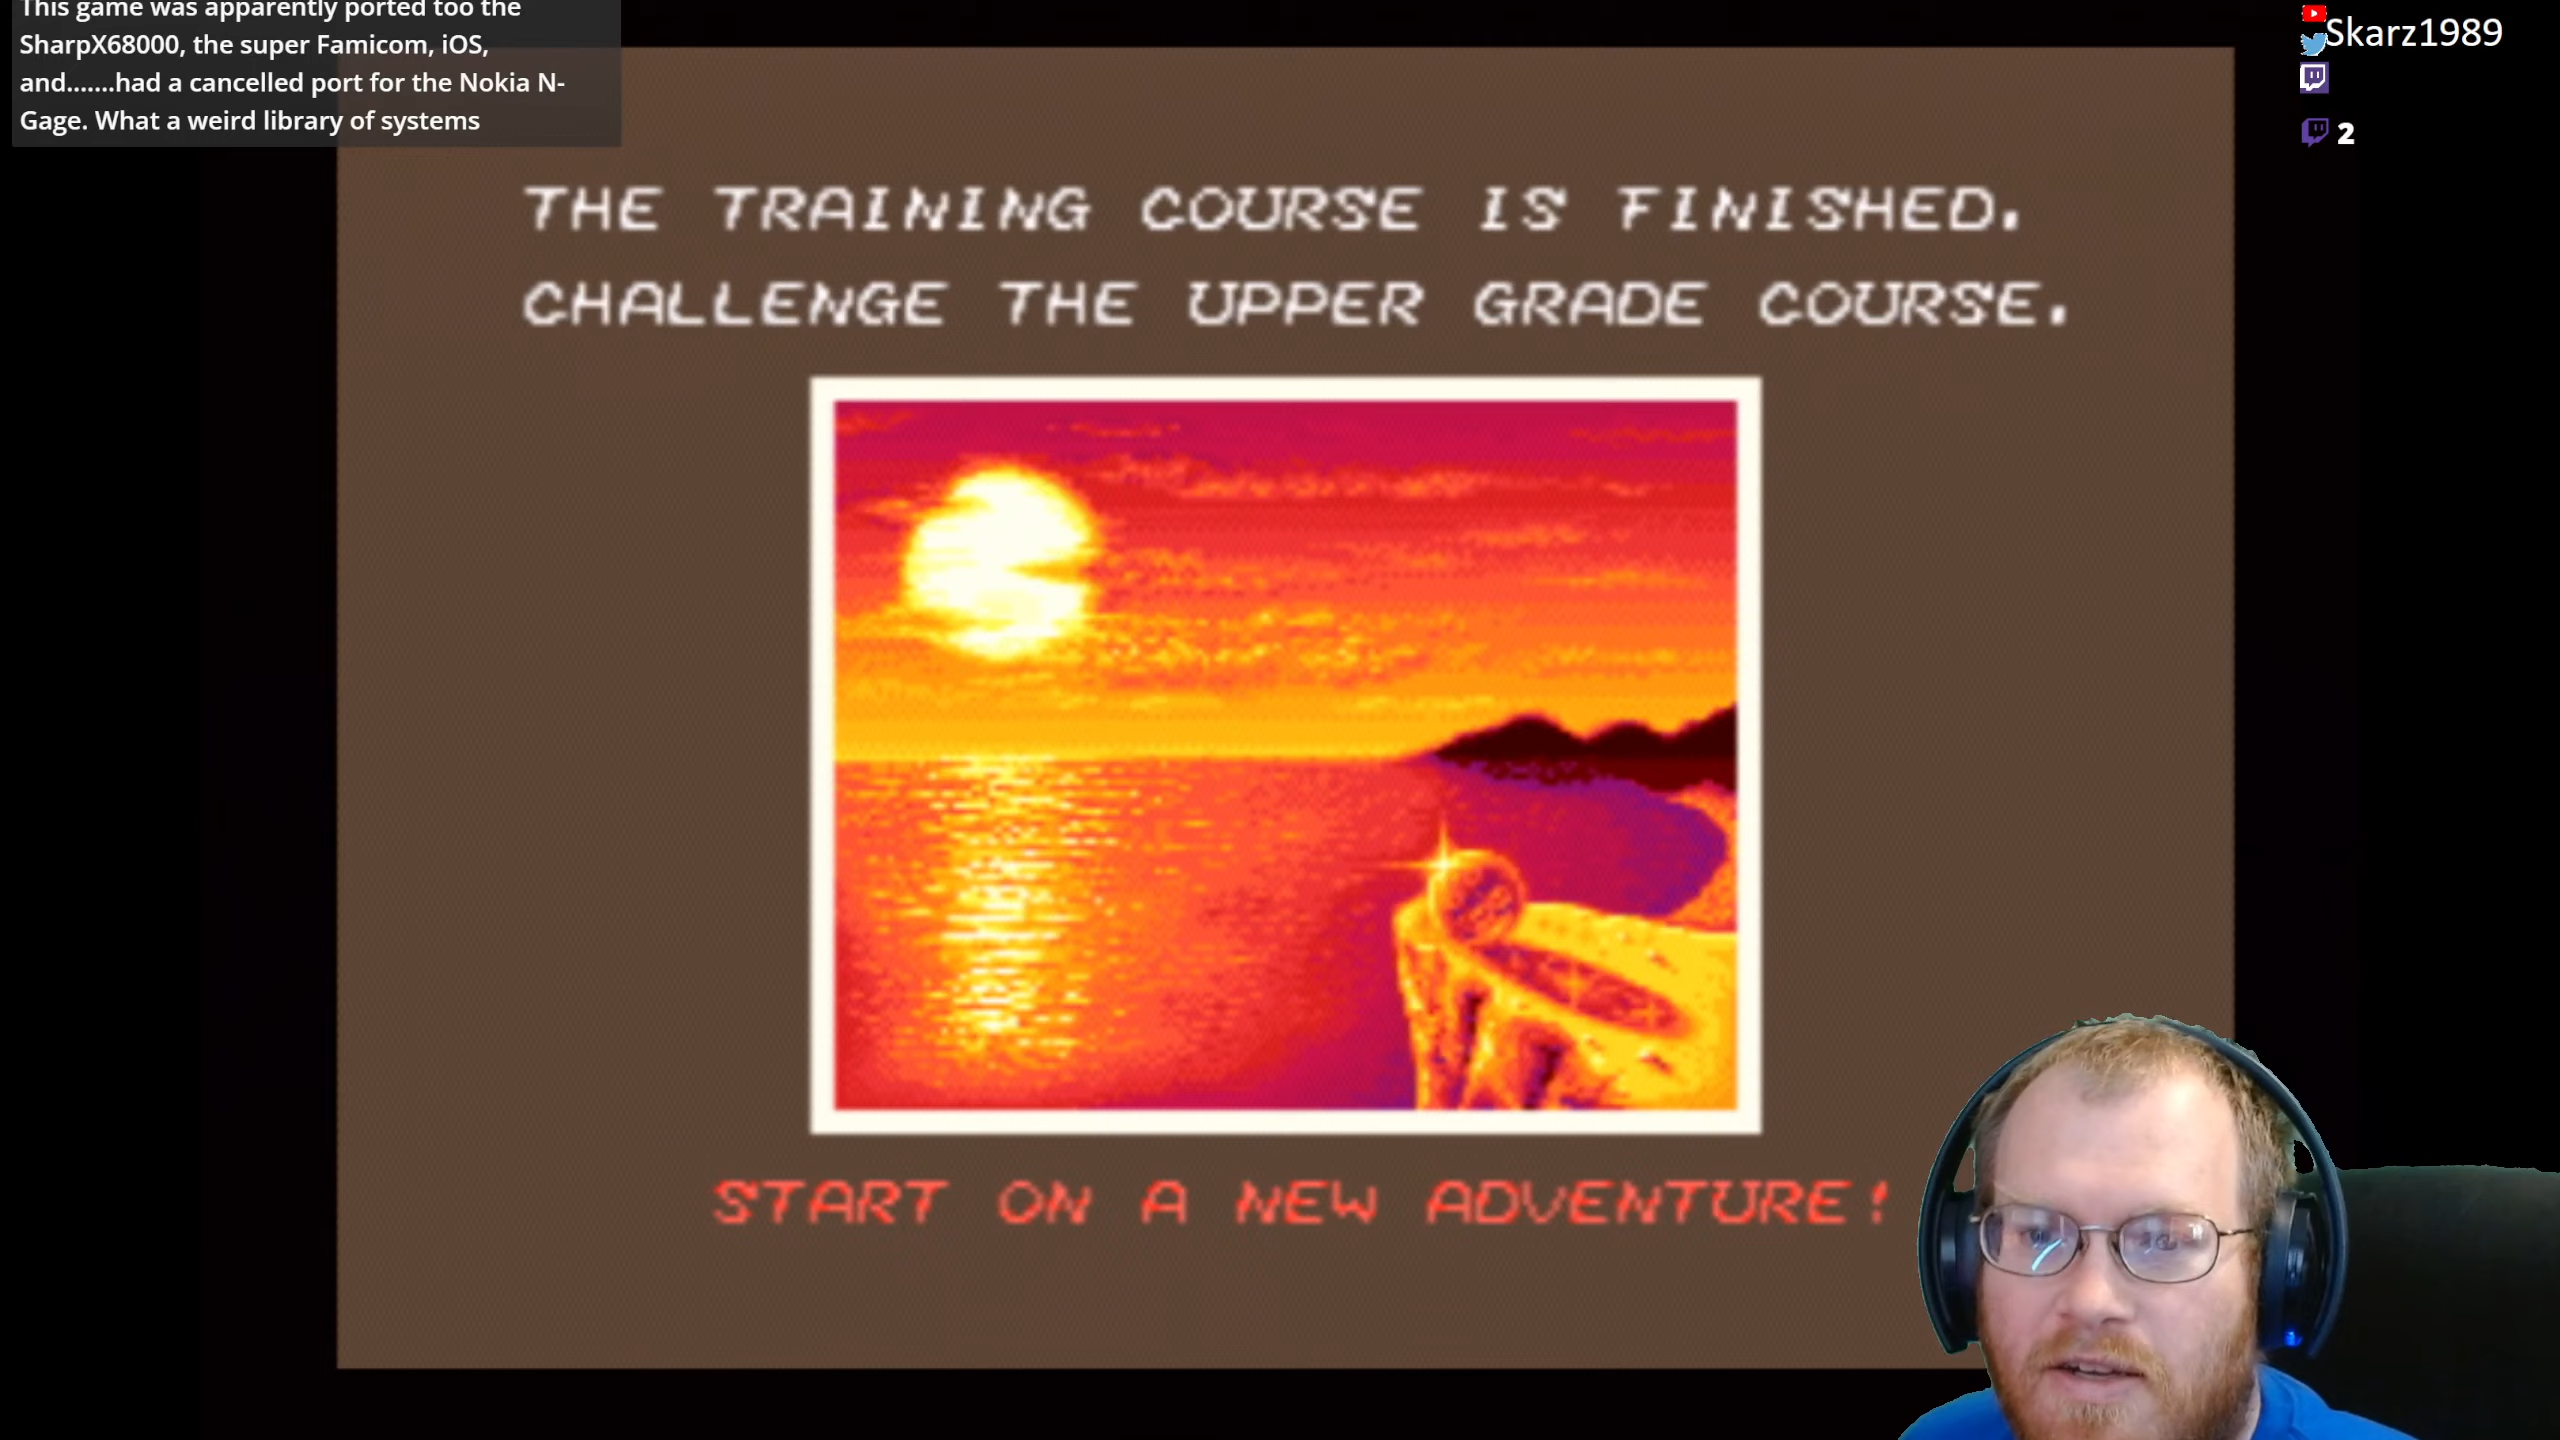 This game was apparently ported too the
SharpX68000, the super Famicom, iOS,
and.......had a cancelled port for the Nokia N-
Gage. What a weird library of systems
Skarz1989
2
THE TRAINING COURSE IS FINISHED.
CHALLENGE THE UPPER GRADE COURSE.
START ON A NEW ADVENTURE!